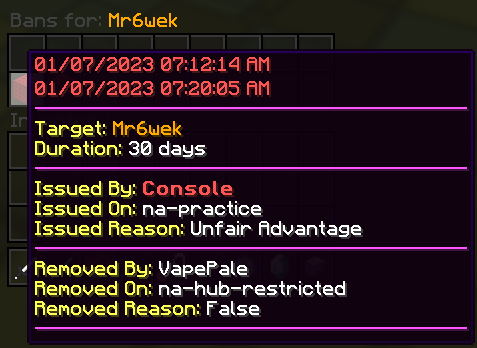 Bans for: Mr6wek
01/07/2023 07:12:14 AM
01/07/2023 07:20:05 AM
Target: Mr6wek
Duration: 30 days
Issued By: Console
Issued On: na-practice
Issued Reason: Unfair Advantage
Removed By: VapePale
Removed On: na-hub-restricted
Removed Reason: False